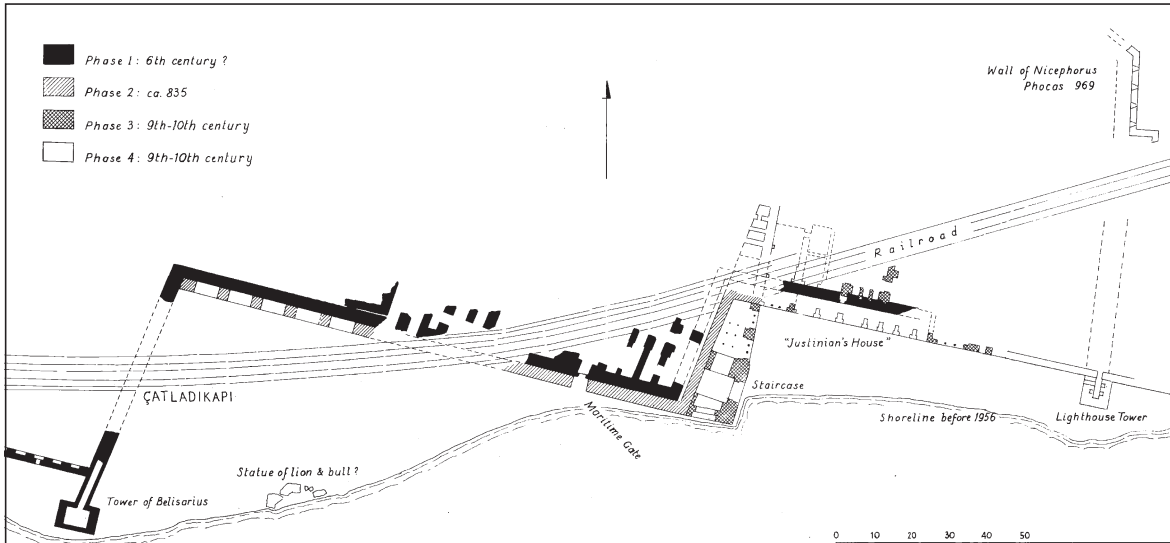 Phase 1: 6th century ?
Phase 2: ca. 835
Phase 3: 9th-10th century
Phase 4: 9th-10th century
Wall of Nicephorus
Phocas 969
Railroad
"Justinian's House"
ÇATLADIKAPI
Staircase
Maritime Gate
Shoreline before 1956
Lighthouse Tower
Statue of lion & bull?
Tower of Belisarius
0 10 20 30 40 50